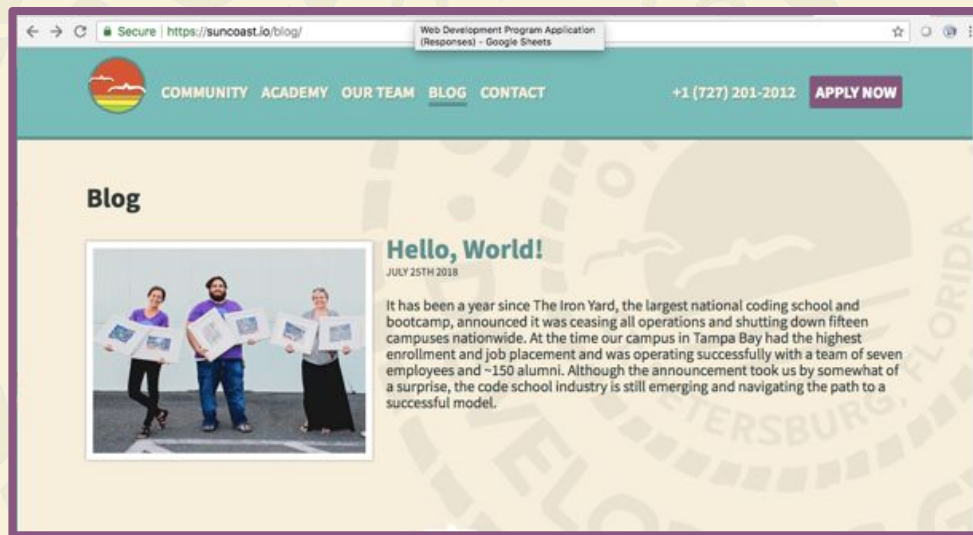 Secure | https://suncoast.io/blog/
Web Development Program Application
(Responses) - Google Sheets
COMMUNITY ACADEMY OUR TEAM BLOG CONTACT +1 (727) 201-2012 APPLY NOW
Blog
Hello, World!
JULY 25TH 2018
It has been a year since The Iron Yard, the largest national coding school and
bootcamp, announced it was ceasing all operations and shutting down fifteen
campuses nationwide. At the time our campus in Tampa Bay had the highest
enrollment and job placement and was operating successfully with a team of seven
employees and ~150 alumni. Although the announcement took us by somewhat of
a surprise, the code school industry is still emerging and navigating the path to a
successful model.